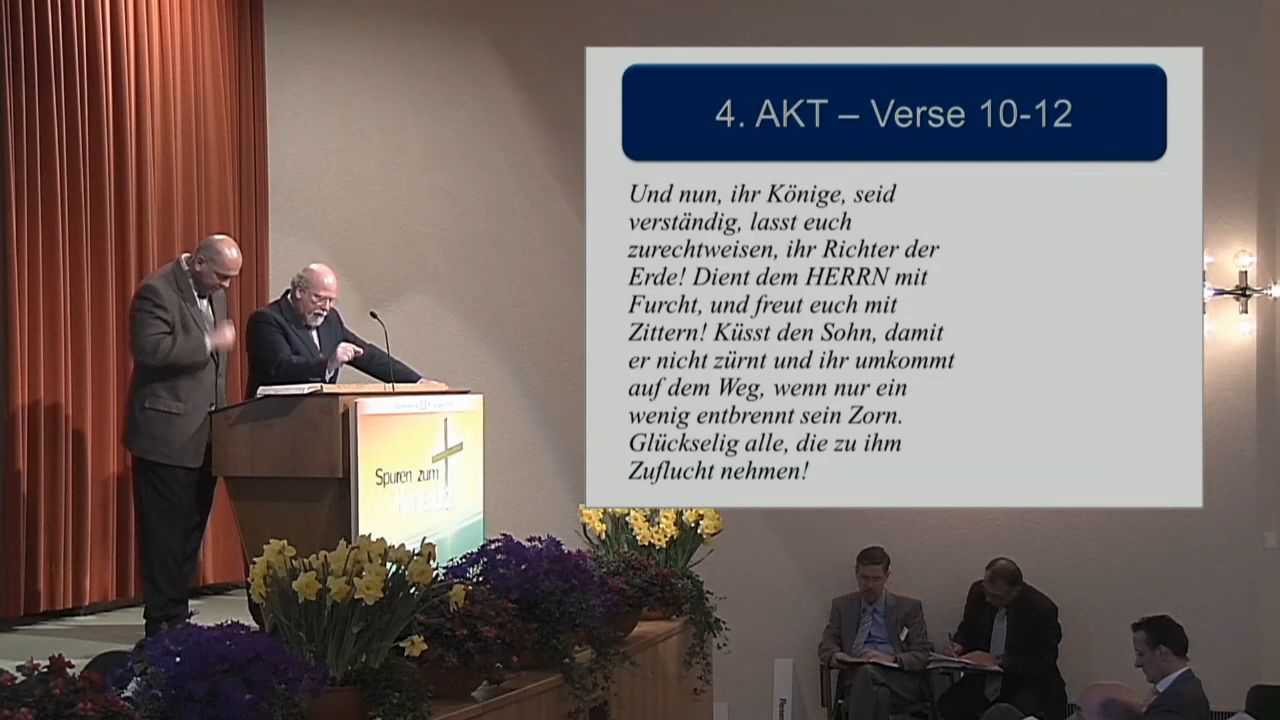 4. AKT – Verse 10-12
Und nun, ihr Könige, seid
verständig, lasst euch
zurechtweisen, ihr Richter der
Erde! Dient dem HERRN mit
Furcht, und freut euch mit
Zittern! Küsst den Sohn, damit
er nicht zürnt und ihr umkommt
auf dem Weg, wenn nur ein
wenig entbrennt sein Zorn.
Glückselig alle, die zu ihm
Zuflucht nehmen!
Spuren zum
Kreuz